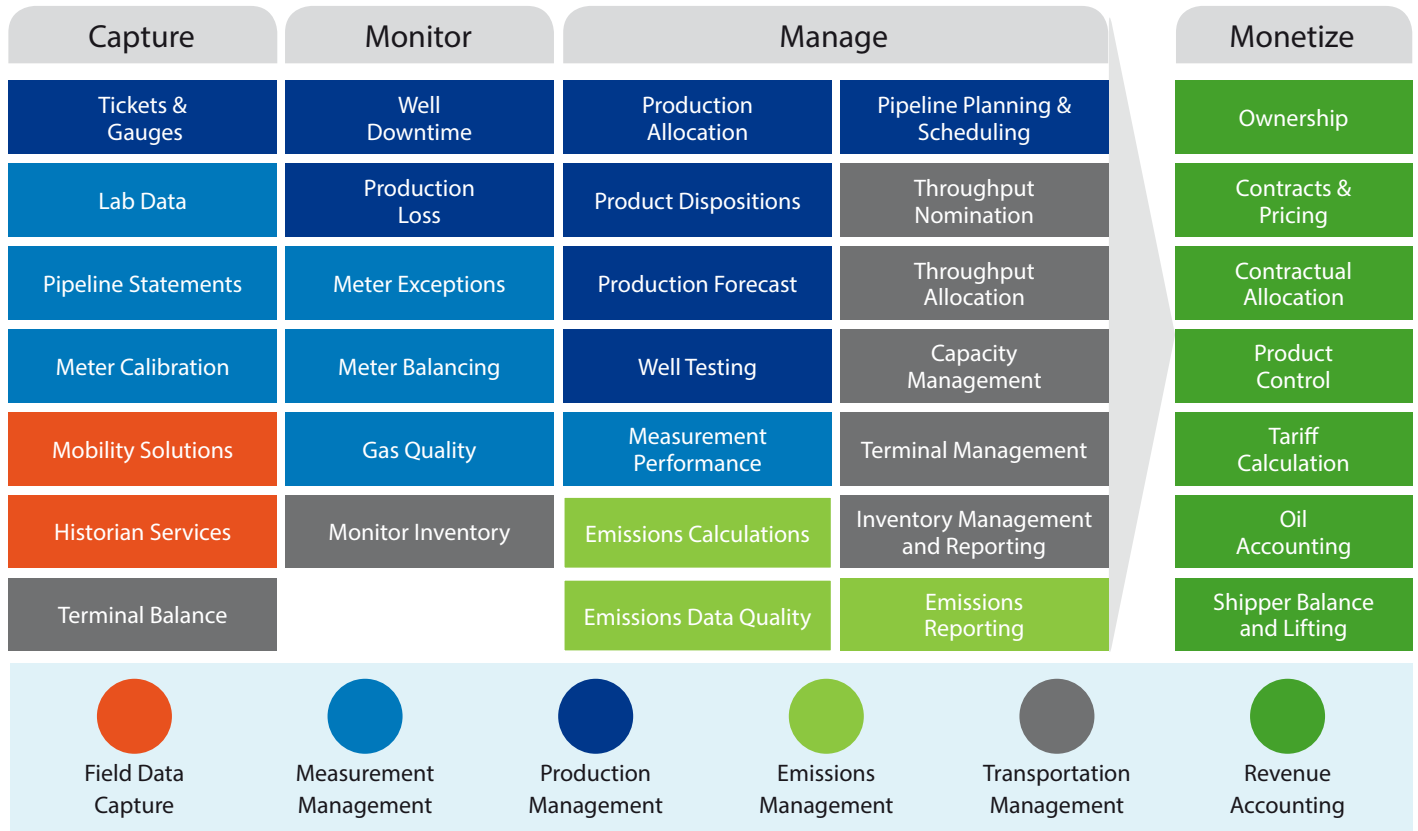 Capture
Monitor
Manage
Monetize
Tickets &
Gauges
Well
Downtime
Production
Allocation
Pipeline Planning &
Scheduling
Ownership
Lab Data
Production
Loss
Product Dispositions
Throughput
Nomination
Contracts &
Pricing
Pipeline Statements
Meter Exceptions
Production Forecast
Throughput
Allocation
Contractual
Allocation
Meter Calibration
Meter Balancing
Well Testing
Capacity
Management
Product
Control
Mobility Solutions
Gas Quality
Measurement
Performance
Terminal Management
Tariff
Calculation
Historian Services
Monitor Inventory
Emissions Calculations
Inventory Management
and Reporting
Oil
Accounting
Terminal Balance
Emissions Data Quality
Emissions
Reporting
Shipper Balance
and Lifting
Field Data
Capture
Measurement
Management
Production
Management
Emissions
Management
Transportation
Management
Revenue
Accounting